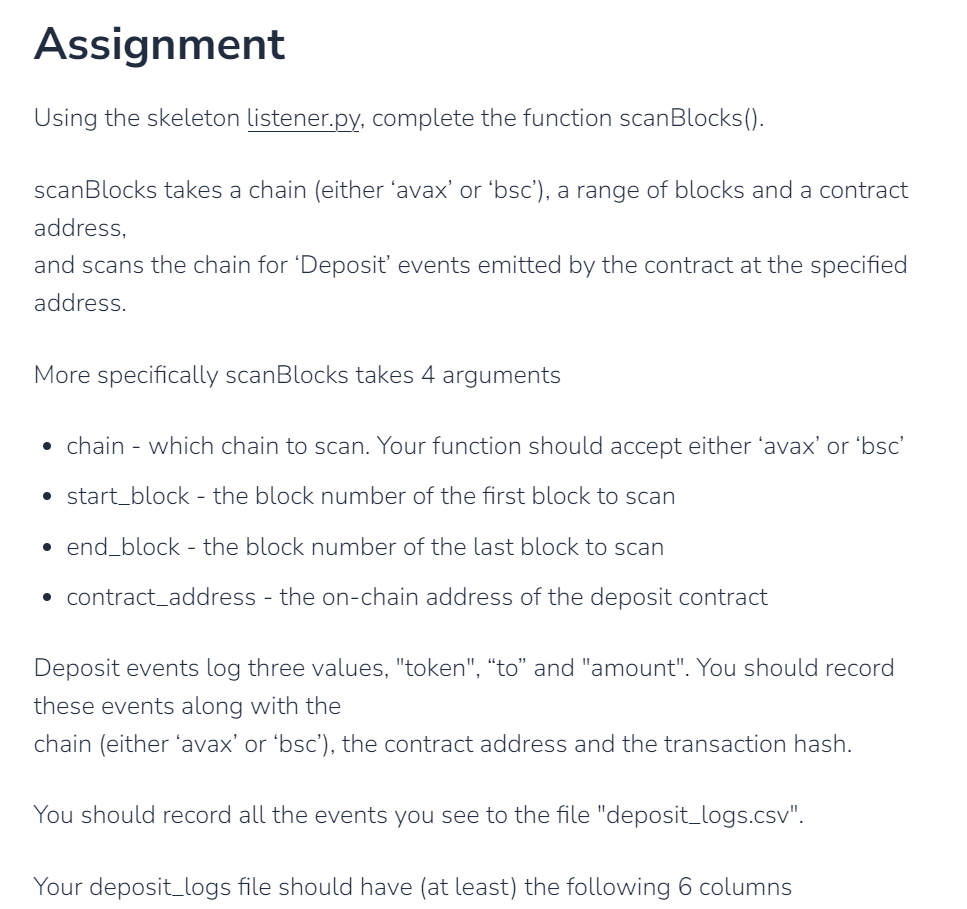 Assignment
Using the skeleton listener.py, complete the function scanBlocks().
scanBlocks takes a chain (either ‘avax’ or ‘bsc’), a range of blocks and a contract
address,
and scans the chain for ‘Deposit’ events emitted by the contract at the specified
address.
More specifically scanBlocks takes 4 arguments
• chain - which chain to scan. Your function should accept either ‘avax’ or ‘bsc’
• start_block - the block number of the first block to scan
• end_block - the block number of the last block to scan
• contract_address - the on-chain address of the deposit contract
Deposit events log three values, "token", “to” and "amount". You should record
these events along with the
chain (either ‘avax’ or ‘bsc’), the contract address and the transaction hash.
You should record all the events you see to the file "deposit_logs.csv".
Your deposit_logs file should have (at least) the following 6 columns